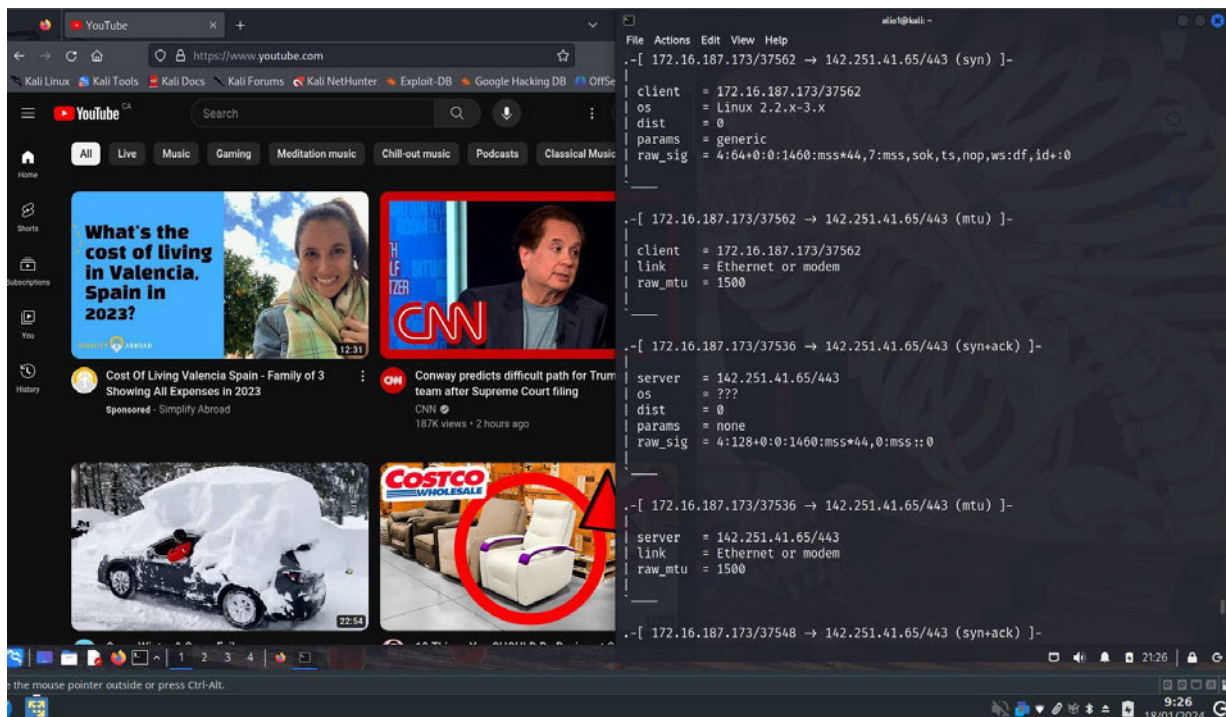 YouTube × +
https://www.youtube.com
Kali Linux Kali Tools Kali Docs Kali Forums Kali NetHunter Exploit-DB Google Hacking DB OffSe
YouTube CA
Search
All Live Music Gaming Meditation music Chill-out music Podcasts Classical Music
Home
Shorts
Subscriptions
You
History
What's the
cost of living
in Valencia,
Spain in
2023?
SIMPLIFY ABROAD
12:31
CNN
Cost Of Living Valencia Spain - Family of 3
Showing All Expenses in 2023
Sponsored · Simplify Abroad
Conway predicts difficult path for Trum
team after Supreme Court filing
CNN
187K views • 2 hours ago
22:54
COSTCO
WHOLESALE
1 2 3 4
alio1@kali: ~
File Actions Edit View Help
.-[ 172.16.187.173/37562 → 142.251.41.65/443 (syn) ]-
|
| client = 172.16.187.173/37562
| os = Linux 2.2.x-3.x
| dist = 0
| params = generic
| raw_sig = 4:64+0:0:1460:mss*44,7:mss,sok,ts,nop,ws:df,id+:0
|
`____
.-[ 172.16.187.173/37562 → 142.251.41.65/443 (mtu) ]-
|
| client = 172.16.187.173/37562
| link = Ethernet or modem
| raw_mtu = 1500
|
`____
.-[ 172.16.187.173/37536 → 142.251.41.65/443 (syn+ack) ]-
|
| server = 142.251.41.65/443
| os = ???
| dist = 0
| params = none
| raw_sig = 4:128+0:0:1460:mss*44,0:mss::0
|
`____
.-[ 172.16.187.173/37536 → 142.251.41.65/443 (mtu) ]-
|
| server = 142.251.41.65/443
| link = Ethernet or modem
| raw_mtu = 1500
|
`____
.-[ 172.16.187.173/37548 → 142.251.41.65/443 (syn+ack) ]-
21:26
e the mouse pointer outside or press Ctrl-Alt.
9:26
18/01/2024